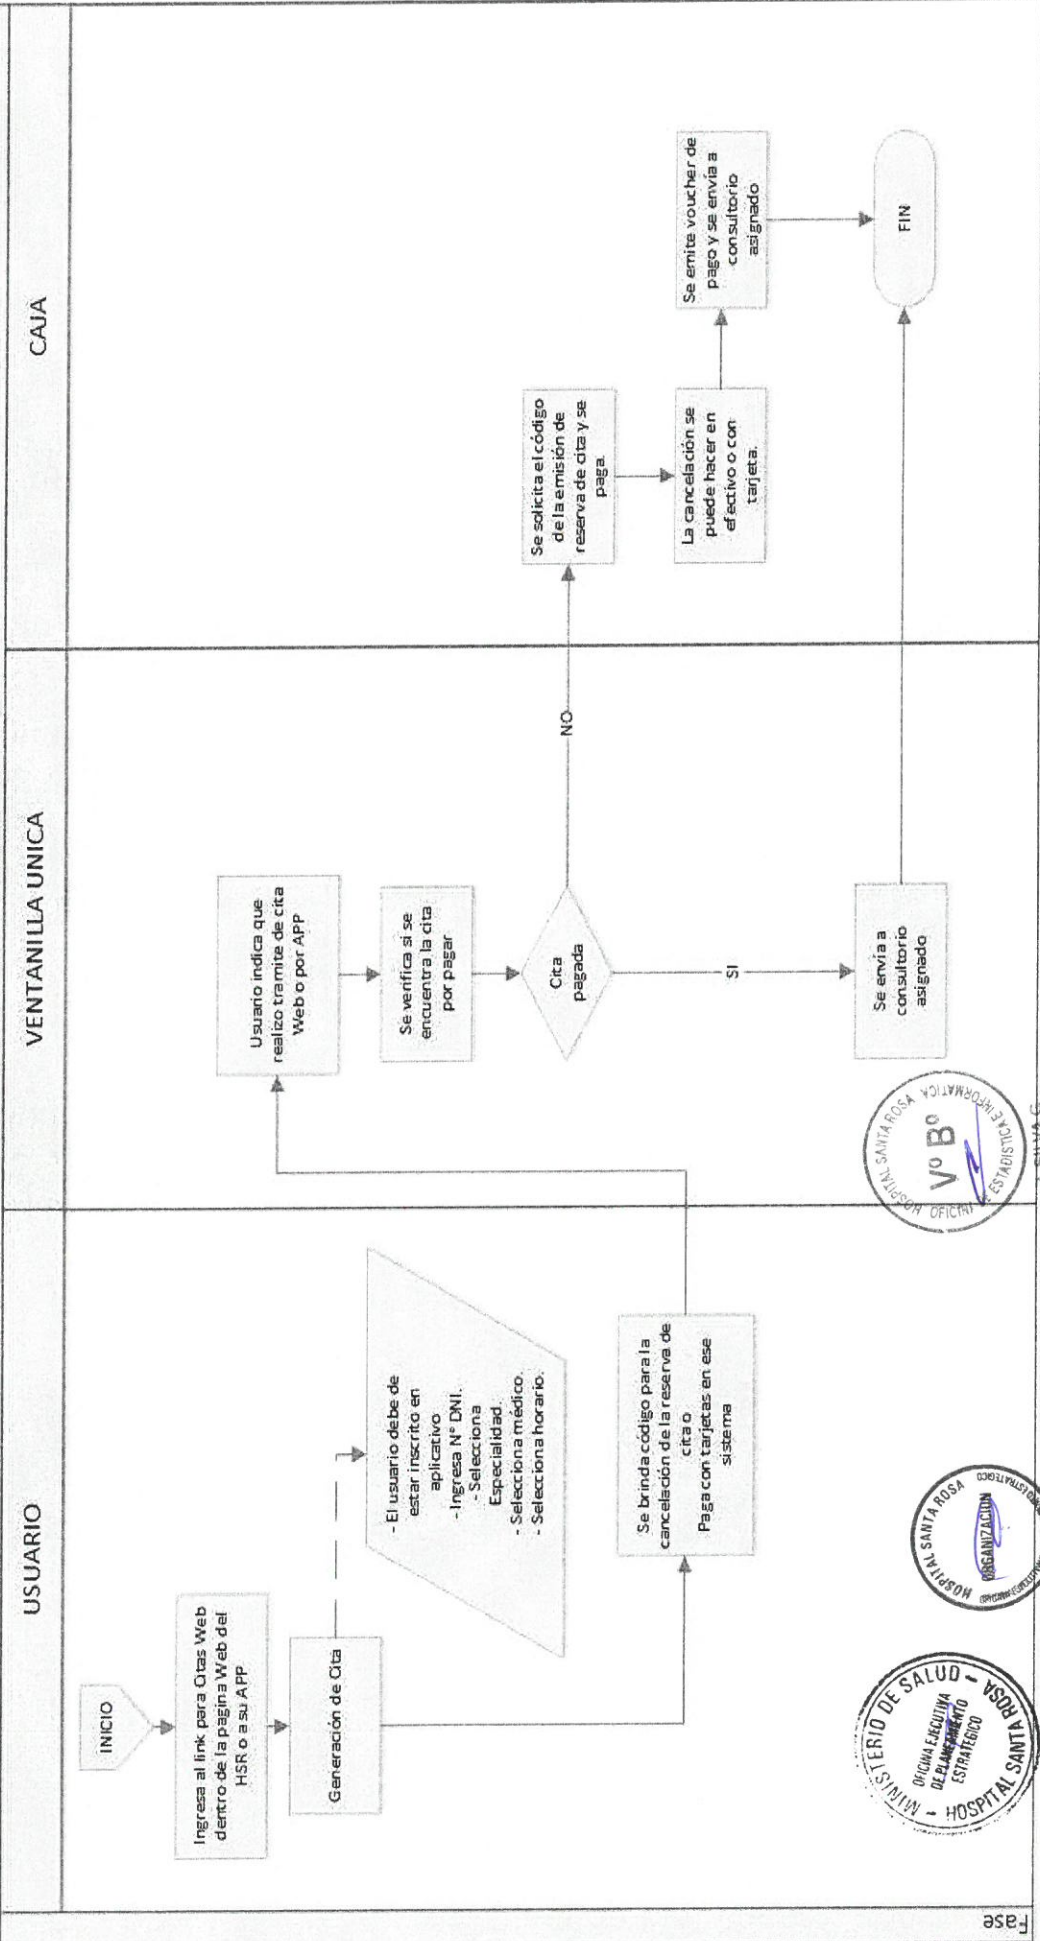 USUARIO
VENTANILLA UNICA
CAJA
INICIO
Ingresa al link para Citas Web
dentro de la pagina Web del
HSR o a su APP
Generación de Cita
- El usuario debe de
estar inscrito en
aplicativo
- Ingresa N° DNI.
- Selecciona
Especialidad.
- Selecciona médico.
- Selecciona horario.
Se brinda código para la
cancelación de la reserva de
cita o
Paga con tarjetas en ese
sistema
Usuario indica que
realizo tramite de cita
Web o por APP
Se verifica si se
encuentra la cita
por pagar
Cita
pagada
NO
SI
Se envia a
consultorio
asignado
Se solicita el código
de la emisión de
reserva de cita y se
paga.
La cancelación se
puede hacer en
efectivo o con
tarjeta.
Se emite voucher de
pago y se envía a
consultorio
asignado
FIN
Fase
MINISTERIO DE SALUD -
OFICINA EJECUTIVA
DE PLANEAMIENTO
ESTRATEGICO
- HOSPITAL SANTA ROSA
HOSPITAL SANTA ROSA
ORGANIZACION
HOSPITAL SANTA ROSA
Vº Bº
OFICINA DE ESTADISTICA E INFORMATICA